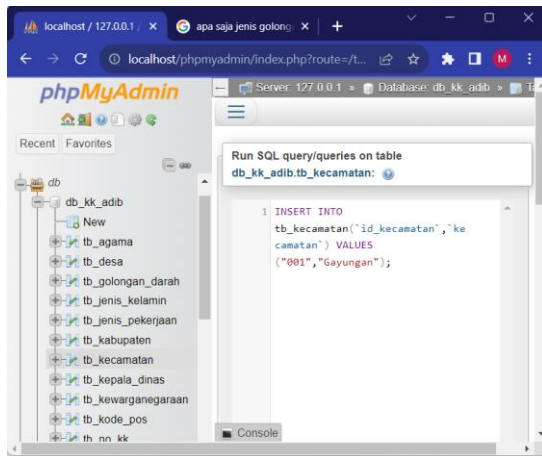 localhost / 127.0.0.1 /
apa saja jenis golong
localhost/phpmyadmin/index.php?route=/t...
M
phpMyAdmin
Server: 127.0.0.1 » Database: db_kk_adib »
Recent Favorites
Run SQL query/queries on table
db_kk_adib.tb_kecamatan:
db
db_kk_adib
New
tb_agama
tb_desa
tb_golongan_darah
tb_jenis_kelamin
tb_jenis_pekerjaan
tb_kabupaten
tb_kecamatan
tb_kepala_dinas
tb_kewarganegaraan
tb_kode_pos
tb_no_kk
1 INSERT INTO
tb_kecamatan(`id_kecamatan`,`ke
camatan`) VALUES
("001","Gayungan");
Console